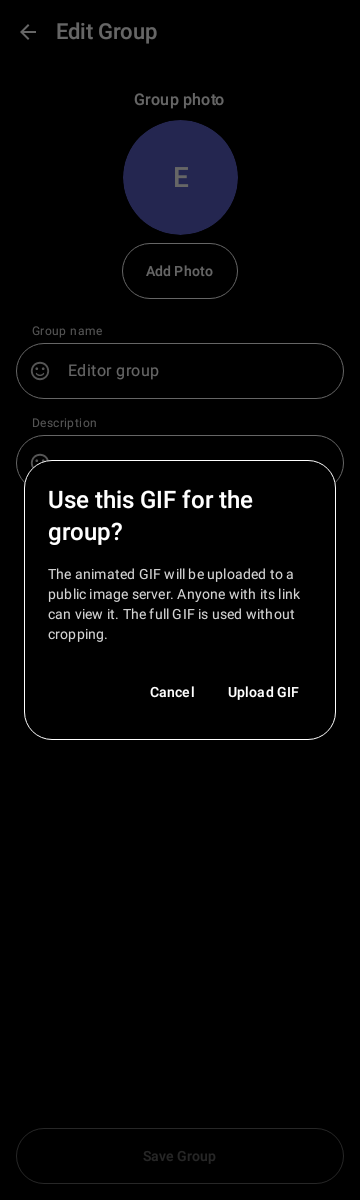 Edit Group
Group photo
E
Add Photo
Group name
Editor group
Description
Use this GIF for the
group?
The animated GIF will be uploaded to a
public image server. Anyone with its link
can view it. The full GIF is used without
cropping.
Cancel
Upload GIF
Save Group